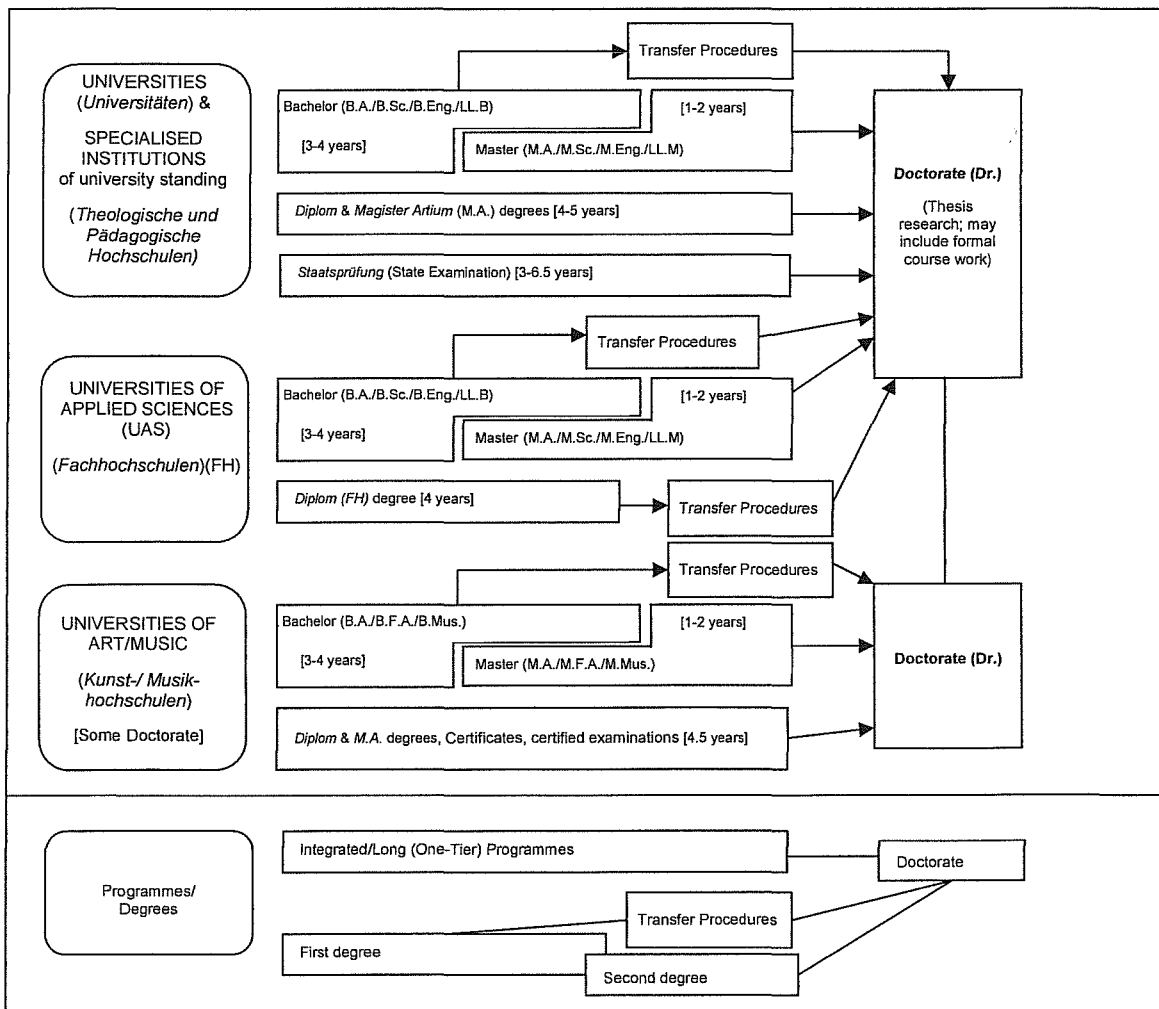 Transfer Procedures
UNIVERSITIES
(Universitäten) &
SPECIALISED
INSTITUTIONS
of university standing
(Theologische und
Pädagogische
Hochschulen)
Bachelor (B.A./B.Sc./B.Eng./LL.B)
[3-4 years]
[1-2 years]
Master (M.A./M.Sc./M.Eng./LL.M)
Diplom & Magister Artium (M.A.) degrees [4-5 years]
Staatsprüfung (State Examination) [3-6.5 years]
Doctorate (Dr.)
(Thesis
research; may
include formal
course work)
Transfer Procedures
UNIVERSITIES OF
APPLIED SCIENCES
(UAS)
(Fachhochschulen)(FH)
Bachelor (B.A./B.Sc./B.Eng./LL.B)
[3-4 years]
[1-2 years]
Master (M.A./M.Sc./M.Eng./LL.M)
Diplom (FH) degree [4 years]
Transfer Procedures
Transfer Procedures
UNIVERSITIES OF
ART/MUSIC
(Kunst-/ Musik-
hochschulen)
[Some Doctorate]
Bachelor (B.A./B.F.A./B.Mus.)
[3-4 years]
[1-2 years]
Master (M.A./M.F.A./M.Mus.)
Diplom & M.A. degrees, Certificates, certified examinations [4.5 years]
Doctorate (Dr.)
Programmes/
Degrees
Integrated/Long (One-Tier) Programmes
Doctorate
Transfer Procedures
First degree
Second degree